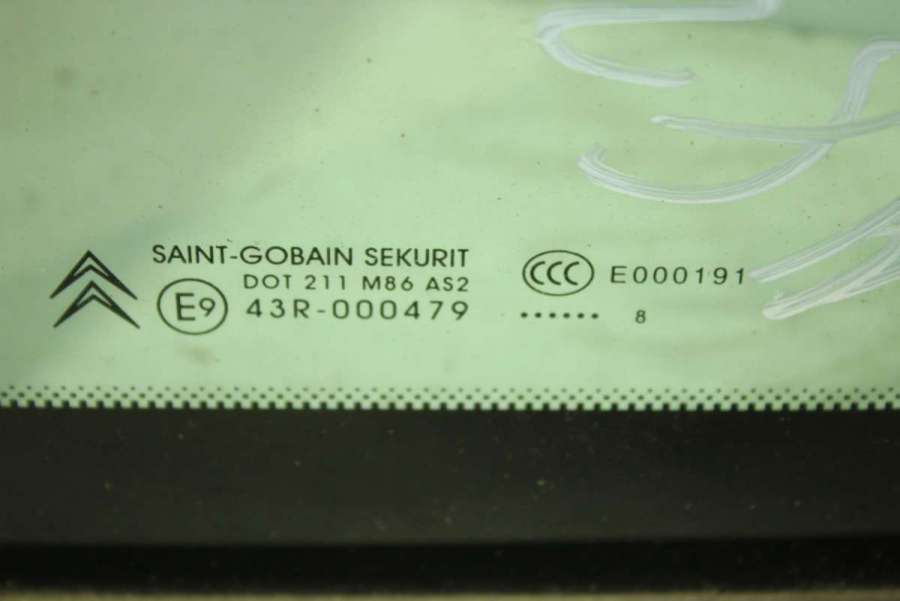 SAINT-GOBAIN SEKURIT
DOT 211 M86 AS2
E9 43R-000479
CCC E000191
...... 8